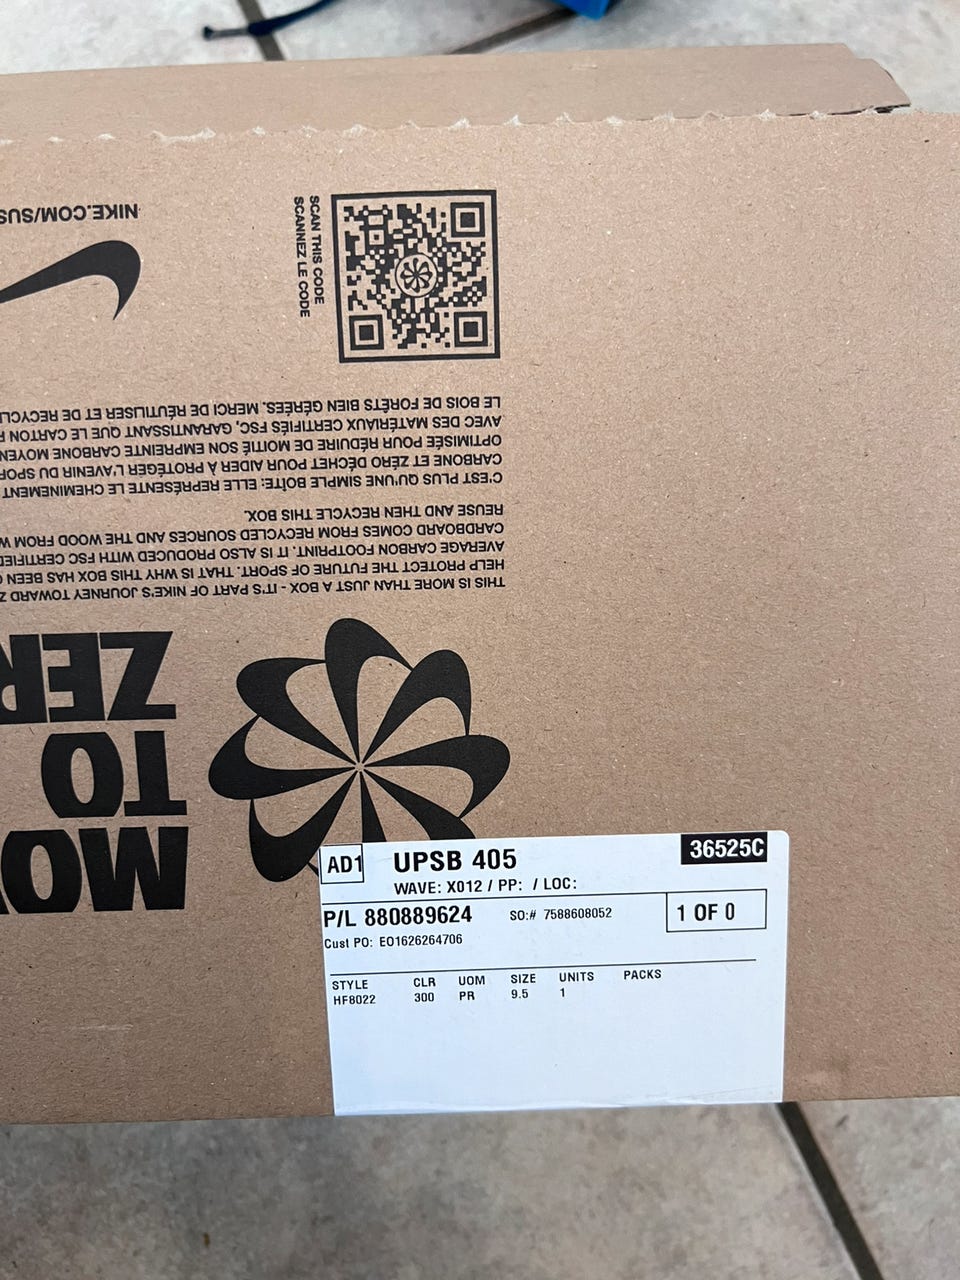 NIKE.COM/SUS
SCAN THIS CODE
SCANNEZ LE CODE
MO
TO
ZER
THIS IS MORE THAN JUST A BOX - IT'S PART OF NIKE'S JOURNEY TOWARD Z
HELP PROTECT THE FUTURE OF SPORT. THAT IS WHY THIS BOX HAS BEEN
AVERAGE CARBON FOOTPRINT. IT IS ALSO PRODUCED WITH FSC CERTIFIED
CARDBOARD COMES FROM RECYCLED SOURCES AND THE WOOD FROM W
REUSE AND THEN RECYCLE THIS BOX.
C'EST PLUS QU'UNE SIMPLE BOÎTE: ELLE REPRÉSENTE LE CHEMINEMENT
CARBONE ET ZÉRO DÉCHET POUR AIDER À PROTÉGER L'AVENIR DU SPOR
OPTIMISÉE POUR RÉDUIRE DE MOITIÉ SON EMPREINTE CARBONE MOYEN
AVEC DES MATÉRIAUX CERTIFIÉS FSC, GARANTISSANT QUE LE CARTON
LE BOIS DE FORÊTS BIEN GÉRÉES. MERCI DE RÉUTILISER ET DE RECYCL
AD1 UPSB 405 36525C
WAVE: X012 / PP: / LOC:
P/L 880889624 SO:# 7588608052 1 OF 0
Cust PO: EO1626264706
STYLE CLR UOM SIZE UNITS PACKS
HF8022 300 PR 9.5 1